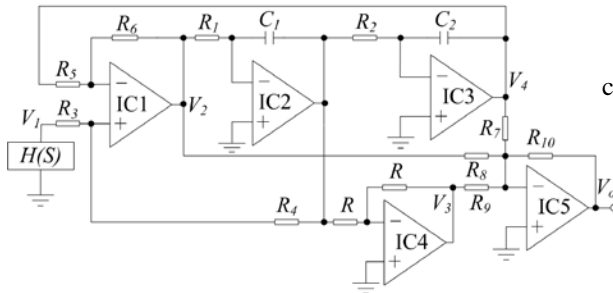 R6 R1 C1 R2 C2
R5 − IC1 + − IC2 + − IC3 + V4 c
V1 R3 V2
H(S) R7
R10
R R8 Vo
R4 R V3 R9 −
− IC4 + IC5 +